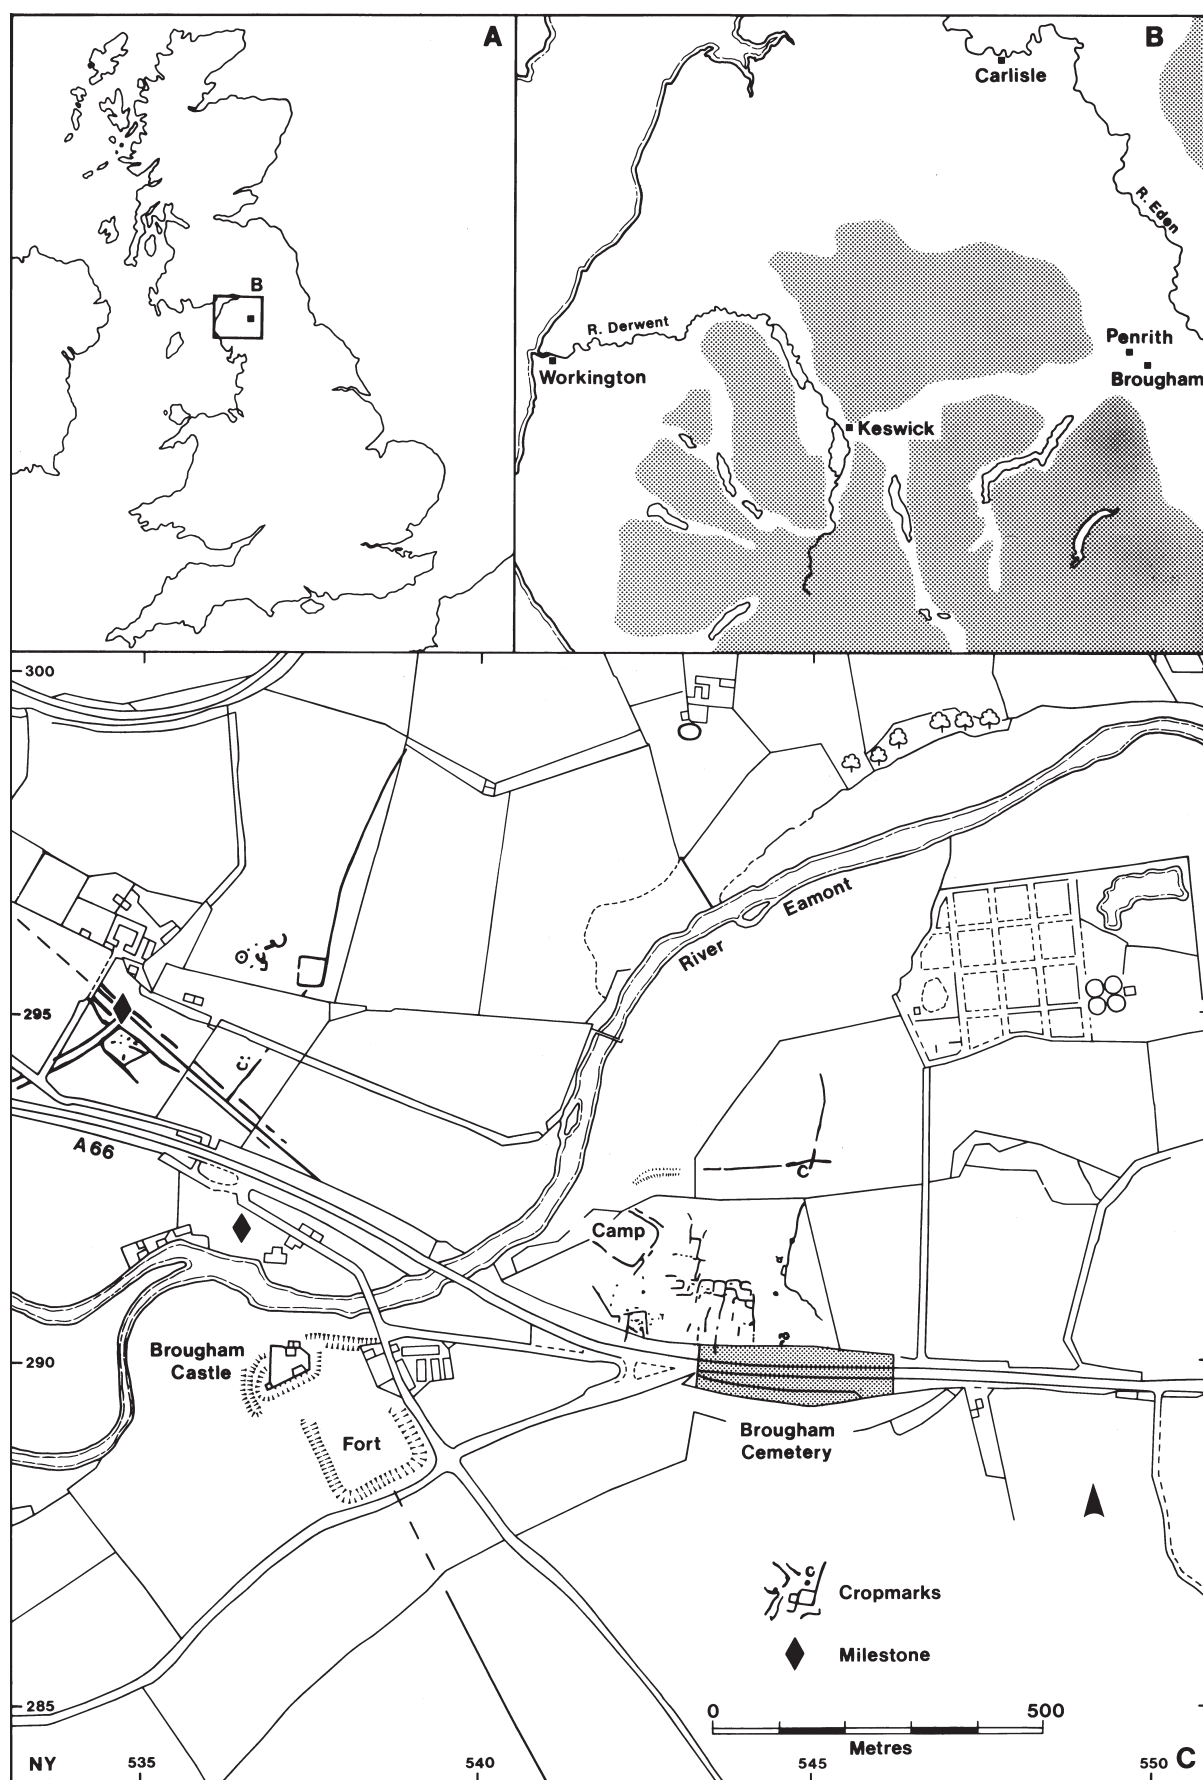 A
B
B
Carlisle
R. Eden
R. Derwent
Penrith
Brougham
Workington
Keswick
300
River Eamont
295
A 66
Camp
290
Brougham
Castle
Fort
Brougham
Cemetery
Cropmarks
Milestone
285
0 500
Metres
NY 535 540 545 550 C